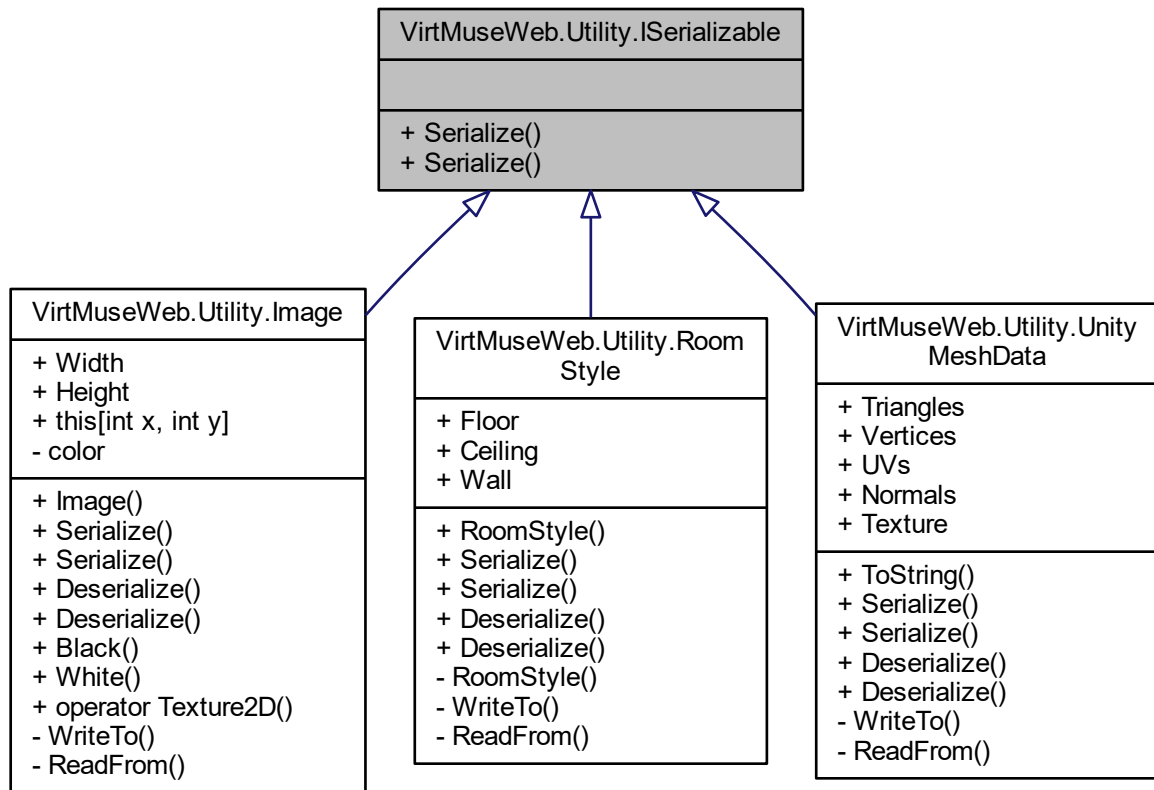 VirtMuseWeb.Utility.ISerializable
+ Serialize()
+ Serialize()
VirtMuseWeb.Utility.Image
+ Width
+ Height
+ this[int x, int y]
- color
+ Image()
+ Serialize()
+ Serialize()
+ Deserialize()
+ Deserialize()
+ Black()
+ White()
+ operator Texture2D()
- WriteTo()
- ReadFrom()
VirtMuseWeb.Utility.Room
Style
+ Floor
+ Ceiling
+ Wall
+ RoomStyle()
+ Serialize()
+ Serialize()
+ Deserialize()
+ Deserialize()
- RoomStyle()
- WriteTo()
- ReadFrom()
VirtMuseWeb.Utility.Unity
MeshData
+ Triangles
+ Vertices
+ UVs
+ Normals
+ Texture
+ ToString()
+ Serialize()
+ Serialize()
+ Deserialize()
+ Deserialize()
- WriteTo()
- ReadFrom()